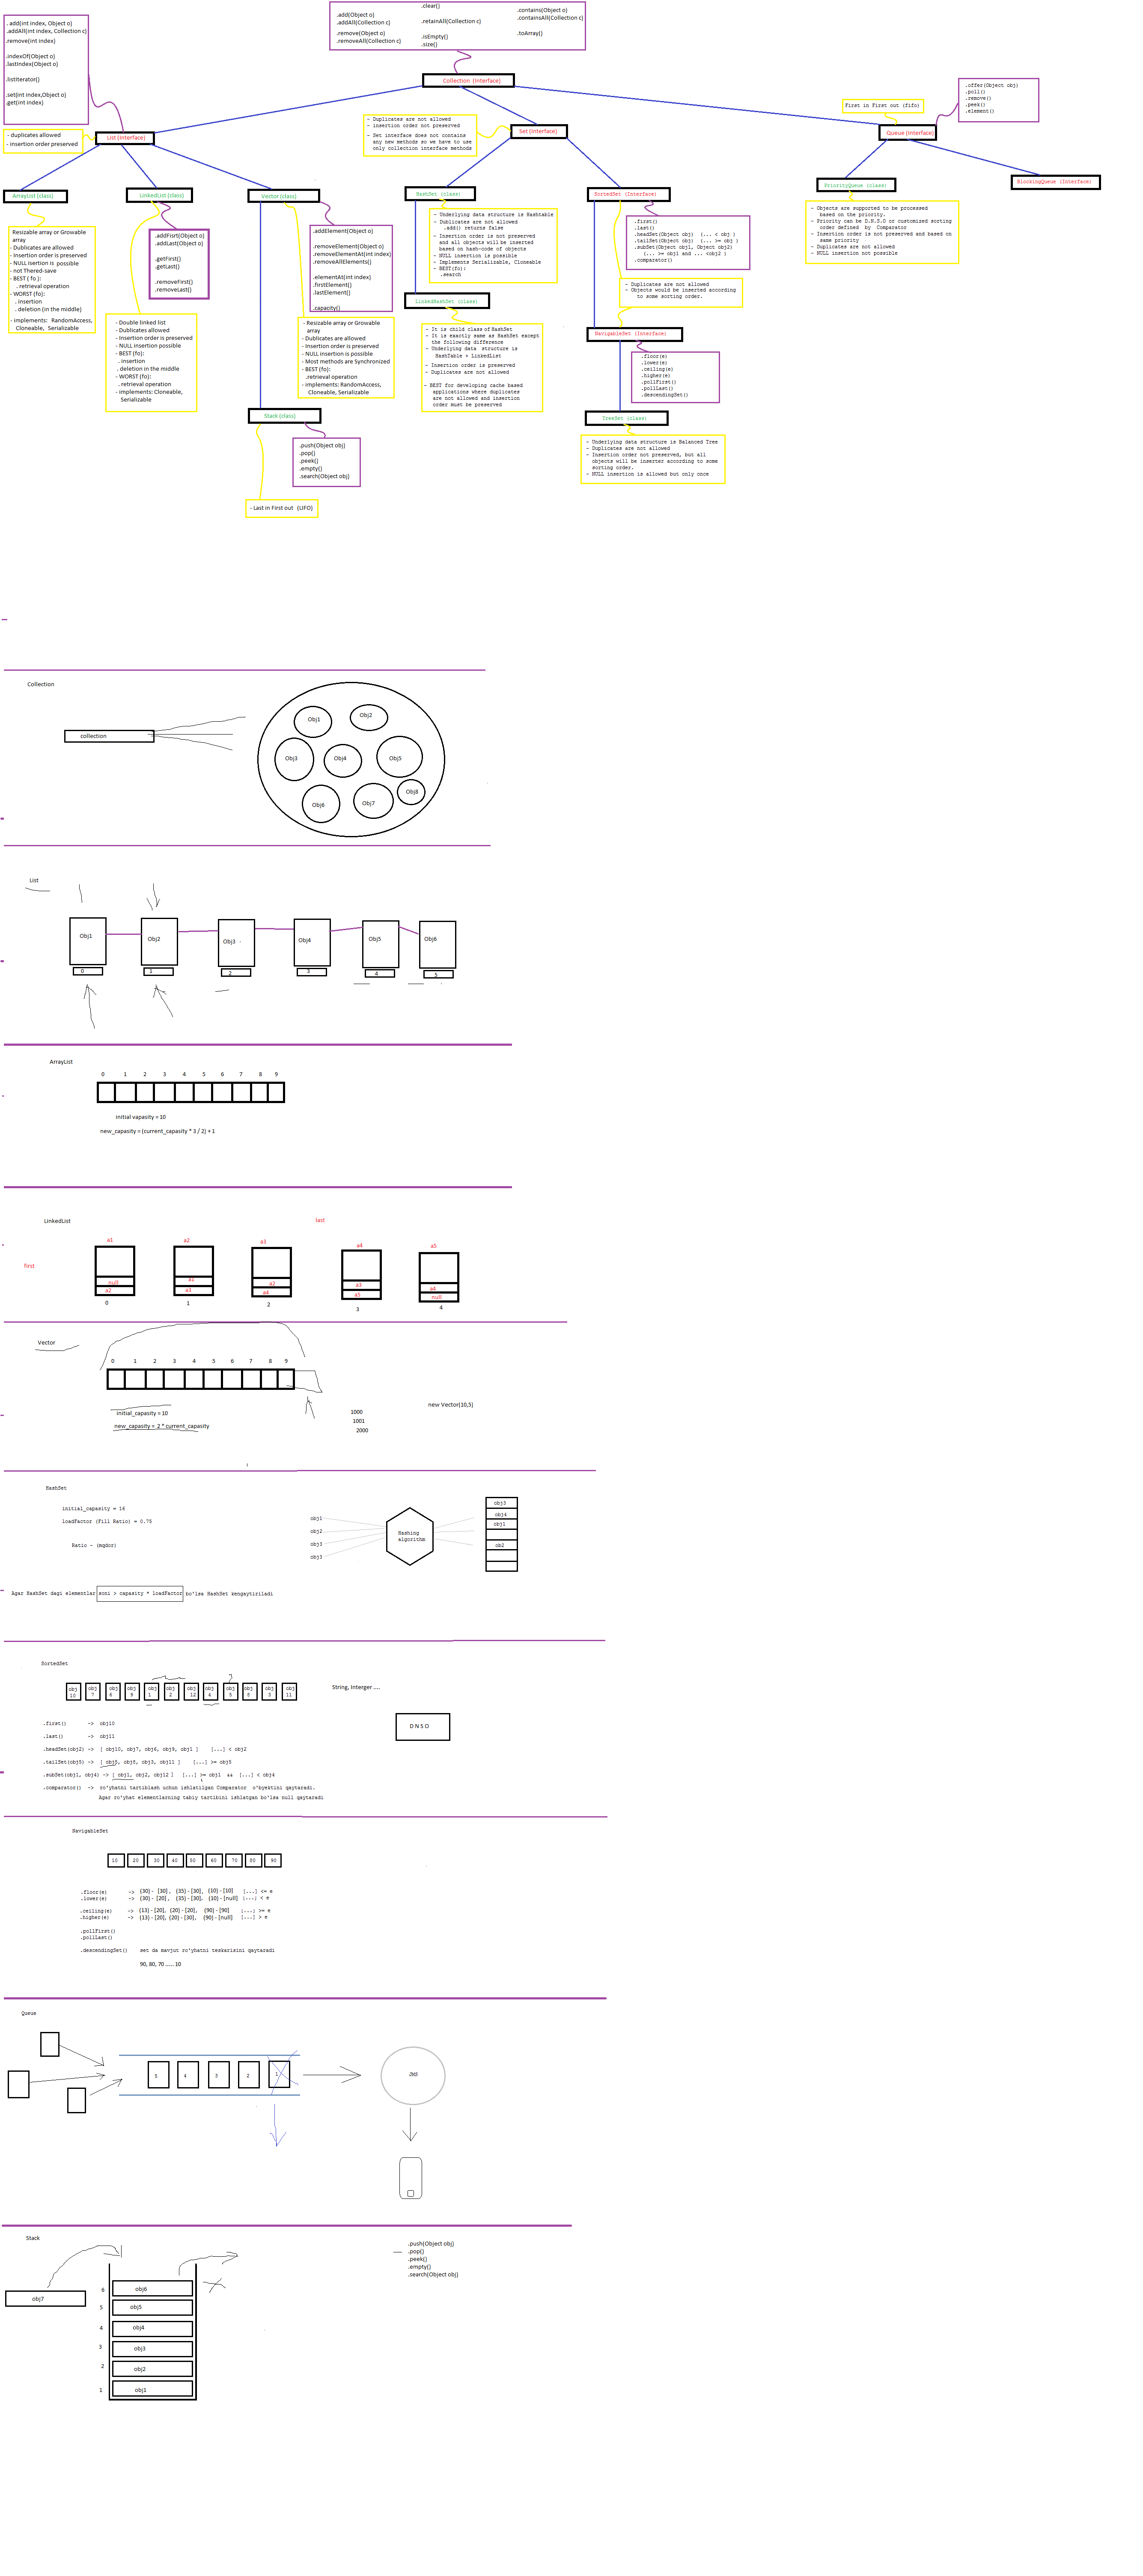 . add(int index, Object o)
.addAll(int index, Collection c)
.remove(int index)
.indexOf(Object o)
.lastIndex(Object o)
.listIterator()
.set(int index,Object o)
.get(int index)
.add(Object o)
.addAll(Collection c)
.remove(Object o)
.removeAll(Collection c)
.clear()
.retainAll(Collection c)
.isEmpty()
.size()
.contains(Object o)
.containsAll(Collection c)
.toArray()
Collection (Interface)
- duplicates allowed
- insertion order preserved
List (Interface)
- Duplicates are not allowed
- insertion order not preserved
- Set interface does not contains
any new methods so we have to use
only collection interface methods
Set (Interface)
First in First out (fifo)
Queue (Interface)
.offer(Object obj)
.poll()
.remove()
.peek()
.element()
ArrayList (class)
LinkedList (class)
Vector (class)
HashSet (class)
SortedSet (Interface)
PriorityQueue (class)
BlockingQueue (Interface)
Resizable array or Growable
array
- Dublicates are allowed
- Insertion order is preserved
- NULL isertion is possible
- not Thered-save
- BEST ( fo ):
. retrieval operation
- WORST (fo):
. insertion
. deletion (in the middle)
- implements: RandomAccess,
Cloneable, Serializable
.addFisrt(Object o)
.addLast(Object o)
.getFirst()
.getLast()
.removeFirst()
.removeLast()
- Double linked list
- Dublicates allowed
- Insertion order is preserved
- NULL insertion possible
- BEST (fo):
. insertion
. deletion in the middle
- WORST (fo):
. retrieval operation
- implements: Cloneable,
Serializable
.addElement(Object o)
.removeElement(Object o)
.removeElementAt(int index)
.removeAllElements()
.elementAt(int index)
.firstElement()
.lastElement()
.capacity()
- Resizable array or Growable
array
- Dublicates are allowed
- Insertion order is preserved
- NULL insertion is possible
- Most methods are Synchronized
- BEST (fo):
.retrieval operation
- implements: RandomAccess,
Cloneable, Serializable
Stack (class)
.push(Object obj)
.pop()
.peek()
.empty()
.search(Object obj)
- Last in First out (LIFO)
- Underlying data structure is Hashtable
- Duplicates are not allowed
.add() returns false
- Insertion order is not preserved
and all objects will be inserted
based on hash-code of objects
- NULL insertion is possible
- Implements Serializable, Cloneable
- BEST(fo):
.search
LinkedHashSet (class)
- It is child class of HashSet
- It is exactly same as HashSet except
the following difference
- Underlying data structure is
HashTable + LinkedList
- Insertion order is preserved
- Duplicates are not allowed
- BEST for developing cache based
applications where duplicates
are not allowed and insertion
order must be preserved
.first()
.last()
.headSet(Object obj) (... < obj )
.tailSet(Object obj) (... >= obj )
.subSet(Object obj1, Object obj2)
(... >= obj1 and ... <obj2 )
.comparator()
- Duplicates are not allowed
- Objects would be inserted according
to some sorting order.
NavigableSet (Interface)
.floor(e)
.lower(e)
.ceiling(e)
.higher(e)
.pollFirst()
.pollLast()
.descendingSet()
TreeSet (class)
- Underlying data structure is Balanced Tree
- Duplicates are not allowed
- Insertion order not preserved, but all
objects will be inserter according to some
sorting order.
- NULL insertion is allowed but only once
- Objects are supported to be processed
based on the priority.
- Priority can be D.N.S.O or customized sorting
order defined by Comparator
- Insertion order is not preserved and based on
same priority
- Duplicates are not allowed
- NULL insertion not possible
Collection
collection
Obj1
Obj2
Obj3
Obj4
Obj5
Obj6
Obj7
Obj8
List
Obj1
Obj2
Obj3 -
Obj4
Obj5
Obj6
0
1
2
3
4
5
ArrayList
0 1 2 3 4 5 6 7 8 9
initial vapasity = 10
new_capacity = (current_capasity * 3 / 2) + 1
LinkedList
last
first
a1 a2 a3 a4 a5
null a1 a2 a3 a4
a2 a3 a4 a5 null
0 1 2 3 4
Vector
0 1 2 3 4 5 6 7 8 9
initial_capasity = 10
new_capacity = 2 * current_capasity
1000
1001
2000
new Vector(10,5)
HashSet
initial_capacity = 16
loadFactor (Fill Ratio) = 0.75
Ratio - (mqdor)
obj1
obj2
obj3
obj3
Hashing
algorithm
obj3
obj4
obj1
ob2
Agar HashSet dagi elementlar soni > capasity * loadFactor bo'lsa HashSet kengaytiriladi
SortedSet
obj 10
obj 7
obj 6
obj 9
obj 1
obj 2
obj 12
obj 4
obj 5
obj 8
obj 3
obj 11
String, Interger ....
D N S O
.first() -> obj10
.last() -> obj11
.headSet(obj2) -> [ obj10, obj7, obj6, obj9, obj1 ] [...] < obj2
.tailSet(obj5) -> [ obj5, obj8, obj3, obj11 ] [...] >= obj5
.subSet(obj1, obj4) -> [ obj1, obj2, obj12 ] [...] >= obj1 && [...] < obj4
.comparator() -> ro'yhatni tartiblash uchun ishlatilgan Comparator o'byektini qaytaradi.
Agar ro'yhat elementlarning tabiy tartibini ishlatgan bo'lsa null qaytaradi
NavigableSet
10 20 30 40 50 60 70 80 90
.floor(e) -> (30) - [30] , (35) - [30], (10) - [10] [...] <= e
.lower(e) -> (30) - [20] , (35) - [30], (10) - [null] [...] < e
.ceiling(e) -> (13) - [20], (20) - [20], (90) - [90] [...] >= e
.higher(e) -> (13) - [20], (20) - [30], (90) - [null] [...] > e
.pollFirst()
.pollLast()
.descendingSet() set da mavjut ro'yhatni teskarisini qaytaradi
90, 80, 70 ...... 10
Queue
5 4 3 2 1
Stack
.push(Object obj)
.pop()
.peek()
.empty()
.search(Object obj)
obj7
6 obj6
5 obj5
4 obj4
3 obj3
2 obj2
1 obj1